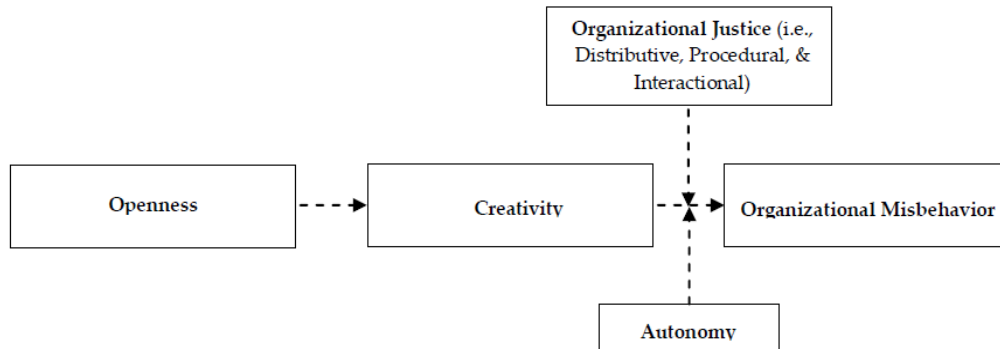 Organizational Justice (i.e.,
Distributive, Procedural, &
Interactional)
Openness
Creativity
Organizational Misbehavior
Autonomy